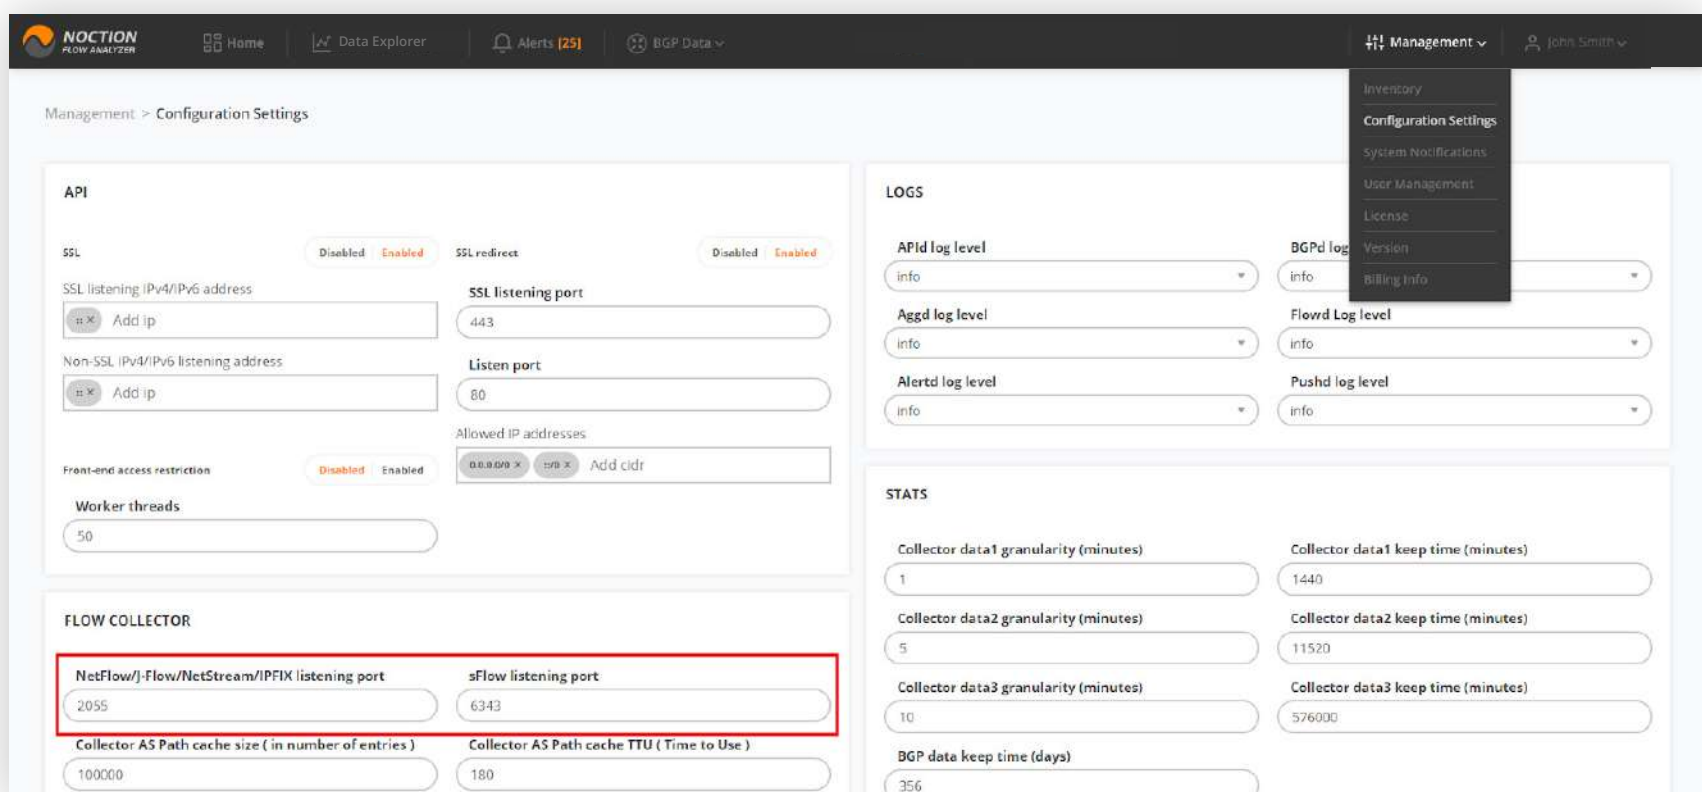 NOCTION
FLOW ANALYZER
Home
Data Explorer
Alerts [25]
BGP Data
Management
John Smith
Inventory
Configuration Settings
System Notifications
User Management
License
Version
Billing Info
Management > Configuration Settings
API
SSL
Disabled Enabled
SSL redirect
Disabled Enabled
SSL listening IPv4/IPv6 address
:: × Add ip
SSL listening port
443
Non-SSL IPv4/IPv6 listening address
:: × Add ip
Listen port
80
Allowed IP addresses
0.0.0.0/0 × ::/0 × Add cidr
Front-end access restriction
Disabled Enabled
Worker threads
50
FLOW COLLECTOR
NetFlow/J-Flow/NetStream/IPFIX listening port
2055
sFlow listening port
6343
Collector AS Path cache size ( in number of entries )
100000
Collector AS Path cache TTU ( Time to Use )
180
LOGS
APId log level
info
BGPd log
info
Aggd log level
info
Flowd Log level
info
Alertd log level
info
Pushd log level
info
STATS
Collector data1 granularity (minutes)
1
Collector data1 keep time (minutes)
1440
Collector data2 granularity (minutes)
5
Collector data2 keep time (minutes)
11520
Collector data3 granularity (minutes)
10
Collector data3 keep time (minutes)
576000
BGP data keep time (days)
356